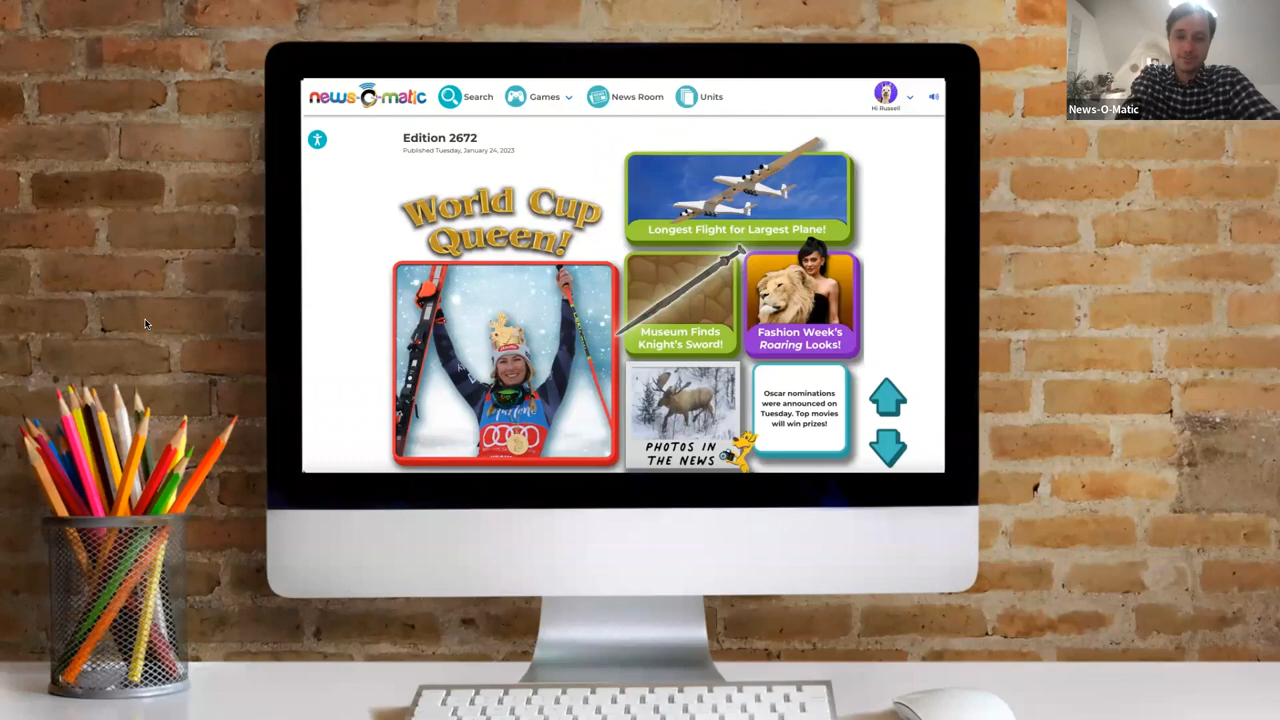 news-O-matic
Search
Games
News Room
Units
Hi Russell
Edition 2672
Published Tuesday, January 24, 2023
World Cup
Queen!
Longest Flight for Largest Plane!
Museum Finds
Knight's Sword!
Fashion Week's
Roaring Looks!
PHOTOS IN
THE NEWS
Oscar nominations
were announced on
Tuesday. Top movies
will win prizes!
News-O-Matic